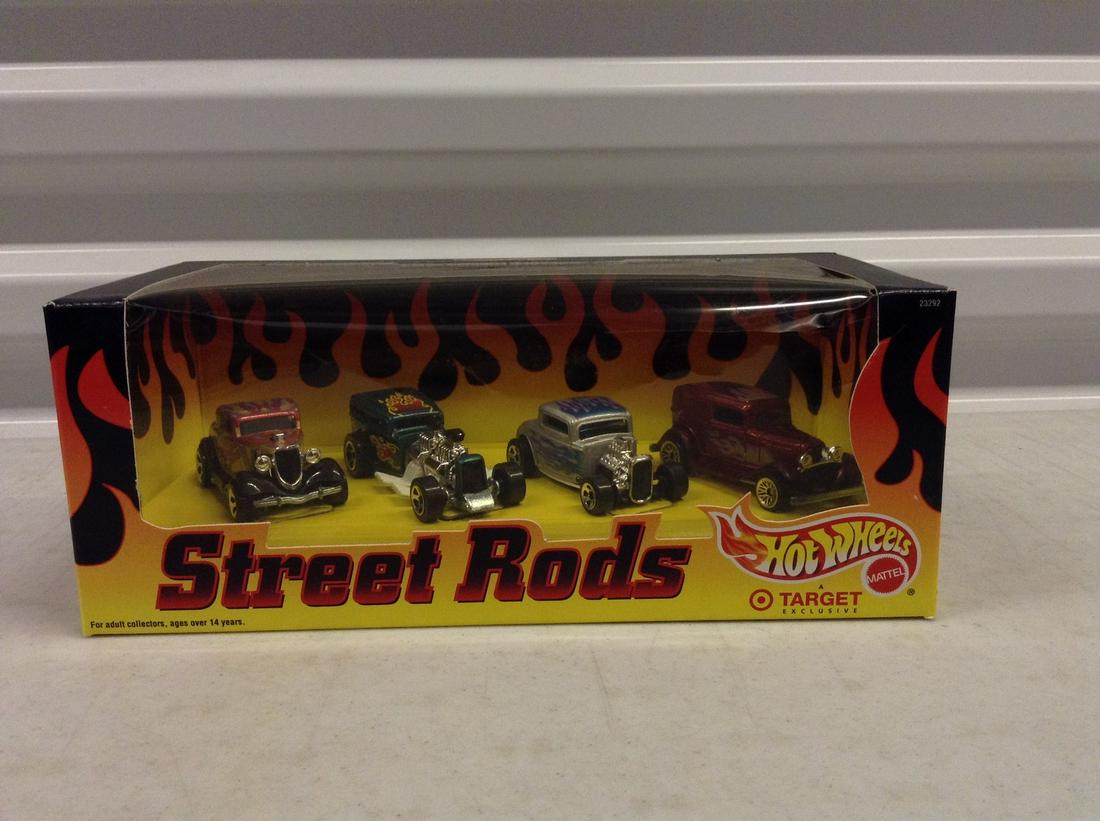 23292
Street Rods
HOT WHEELS
MATTEL
®
A
TARGET
EXCLUSIVE
For adult collectors, ages over 14 years.